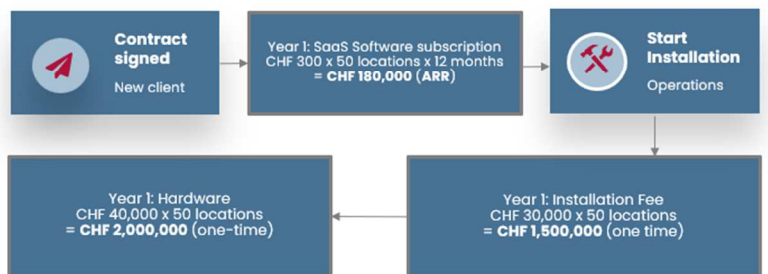 Contract
signed
New client
Year 1: SaaS Software subscription
CHF 300 x 50 locations x 12 months
= CHF 180,000 (ARR)
Start
Installation
Operations
Year 1: Hardware
CHF 40,000 x 50 locations
= CHF 2,000,000 (one-time)
Year 1: Installation Fee
CHF 30,000 x 50 locations
= CHF 1,500,000 (one time)